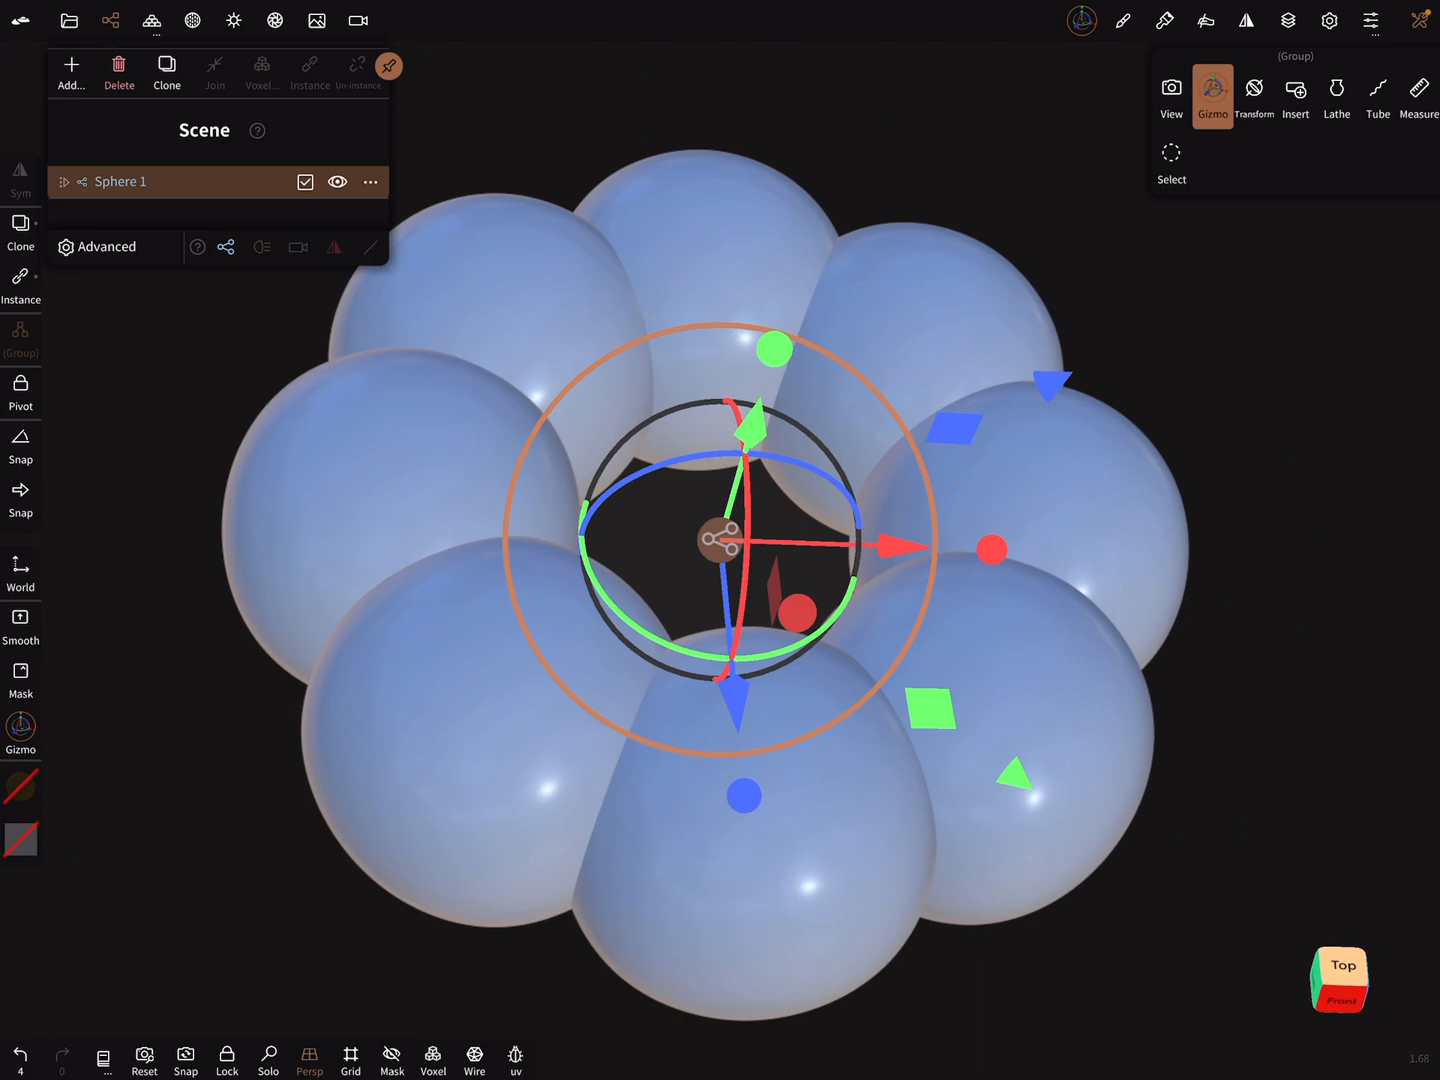 Add...
Delete
Clone
Join
Voxel...
Instance
Un-instance
Scene
Sphere 1
Advanced
(Group)
View
Gizmo
Transform
Insert
Lathe
Tube
Measure
Select
Sym
Clone
Instance
(Group)
Pivot
Snap
Snap
World
Smooth
Mask
Gizmo
Top
Front
4
0
...
Reset
Snap
Lock
Solo
Persp
Grid
Mask
Voxel
Wire
uv
1.68